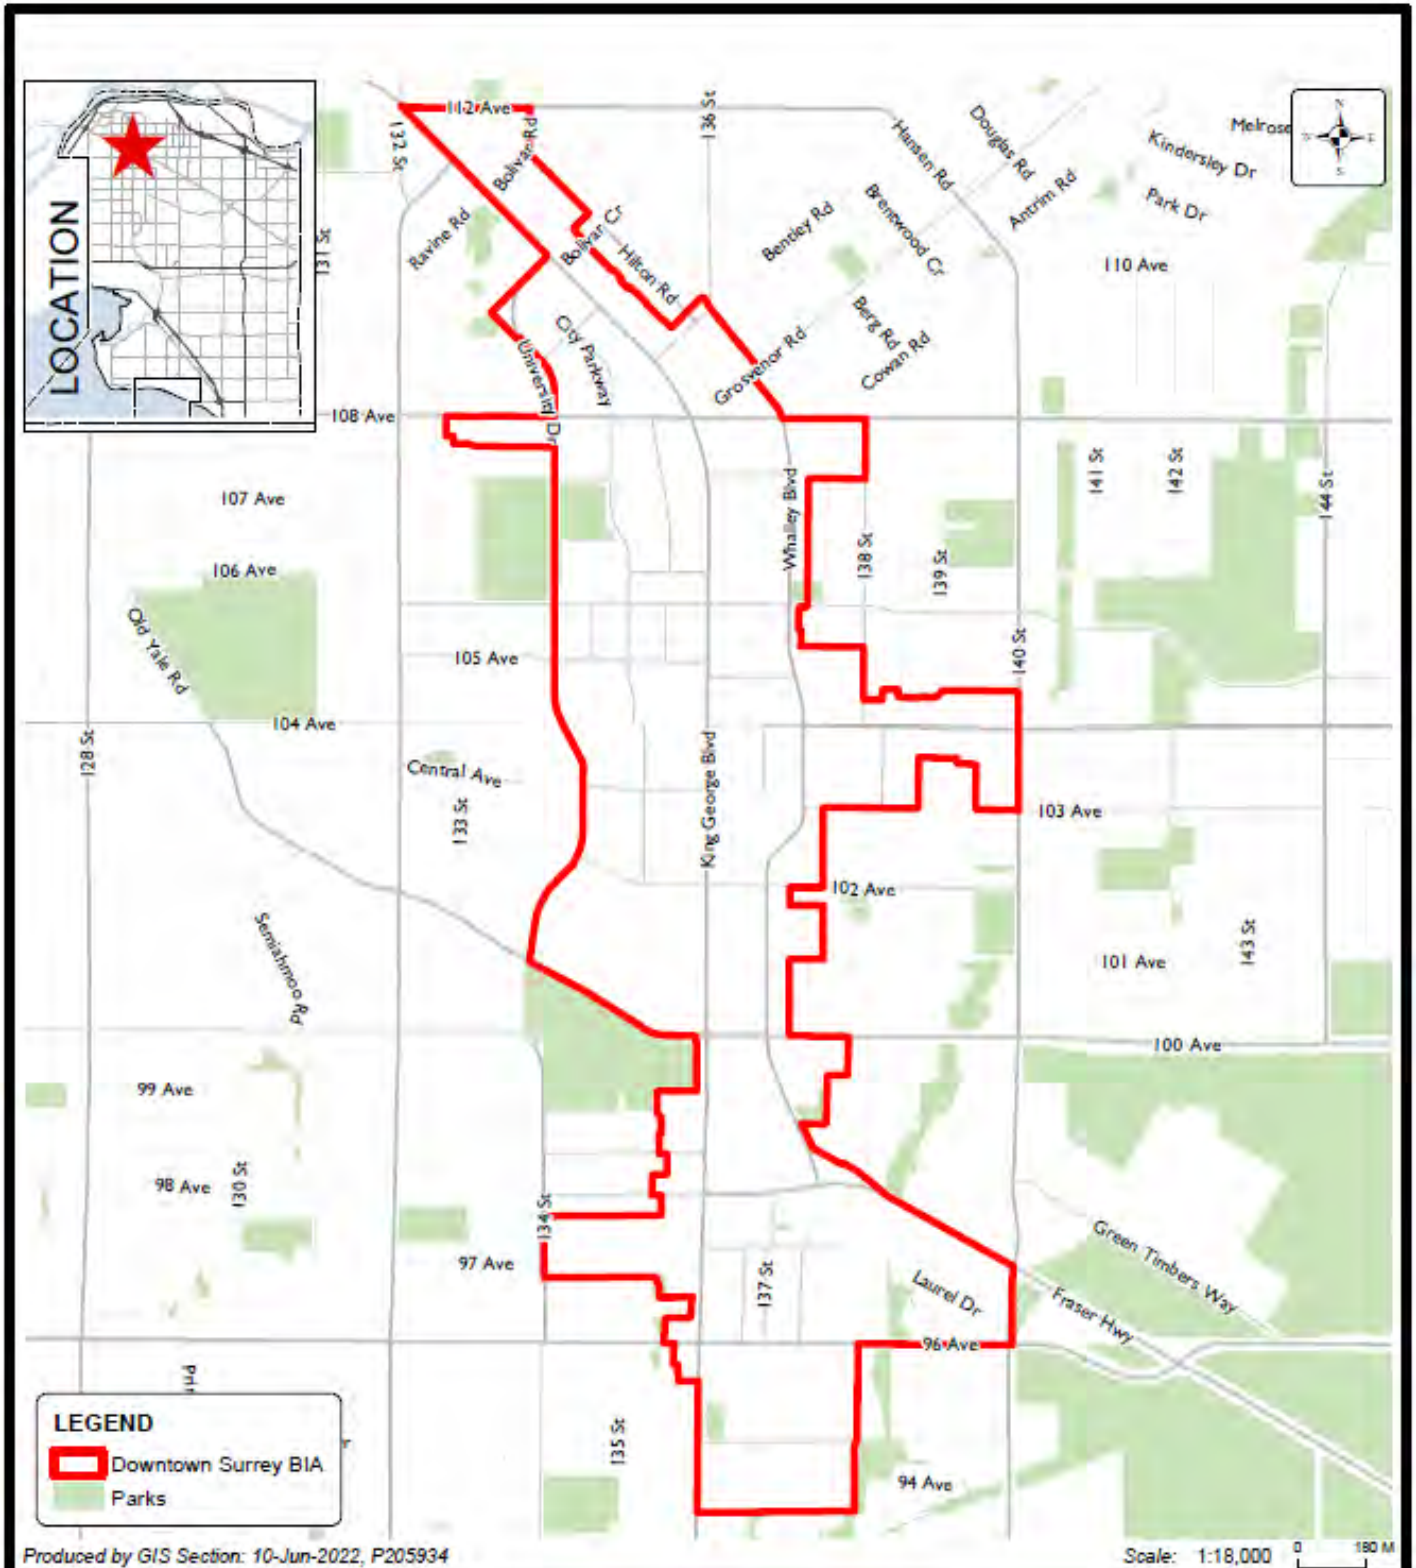 112 Ave
136 St
132 St
Bolivar Rd
Hansen Rd
Douglas Rd
Melrose
Kindersley Dr
N
E
S
LOCATION
131 St
Ravine Rd
Bolivar Cr
Hilton Rd
Bentley Rd
Brentwood Cr
Antrim Rd
Park Dr
110 Ave
City Parkway
University Dr
Grosvenor Rd
Berg Rd
Cowan Rd
108 Ave
107 Ave
Whalley Blvd
138 St
139 St
141 St
142 St
144 St
106 Ave
Old Yale Rd
105 Ave
140 St
104 Ave
128 St
Central Ave
133 St
King George Blvd
103 Ave
102 Ave
Semiahmoo Rd
101 Ave
143 St
100 Ave
99 Ave
98 Ave
130 St
134 St
97 Ave
137 St
Laurel Dr
Green Timbers Way
Fraser Hwy
96 Ave
135 St
94 Ave
LEGEND
Downtown Surrey BIA
Parks
Produced by GIS Section: 10-Jun-2022, P205934
Scale: 1:18,000
0 180 M